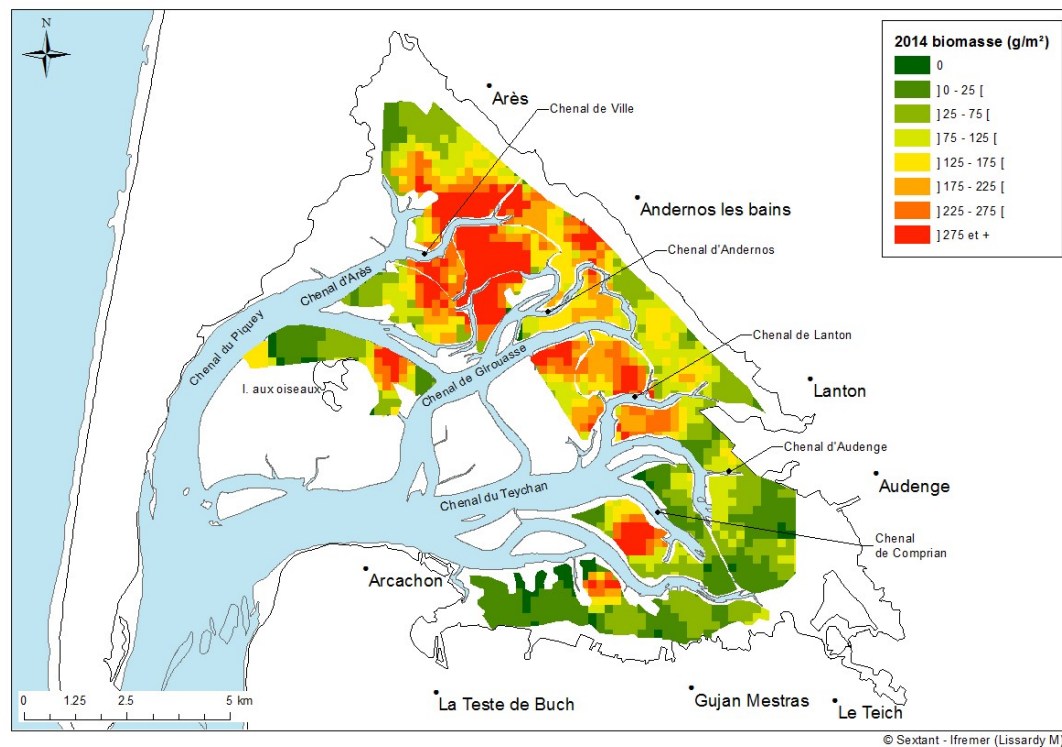 N
2014 biomasse (g/m²)
0
] 0 - 25 [
] 25 - 75 [
] 75 - 125 [
] 125 - 175 [
] 175 - 225 [
] 225 - 275 [
] 275 et +
Arès
Chenal de Ville
Andernos les bains
Chenal d'Andernos
Chenal d'Arès
Chenal du Piquey
Chenal de Lanton
I. aux oiseaux
Chenal de Girouasse
Lanton
Chenal d'Audenge
Audenge
Chenal du Teychan
Chenal
de Comprian
Arcachon
La Teste de Buch
Gujan Mestras
Le Teich
0 1.25 2.5 5 km
© Sextant - Ifremer (Lissardy M)